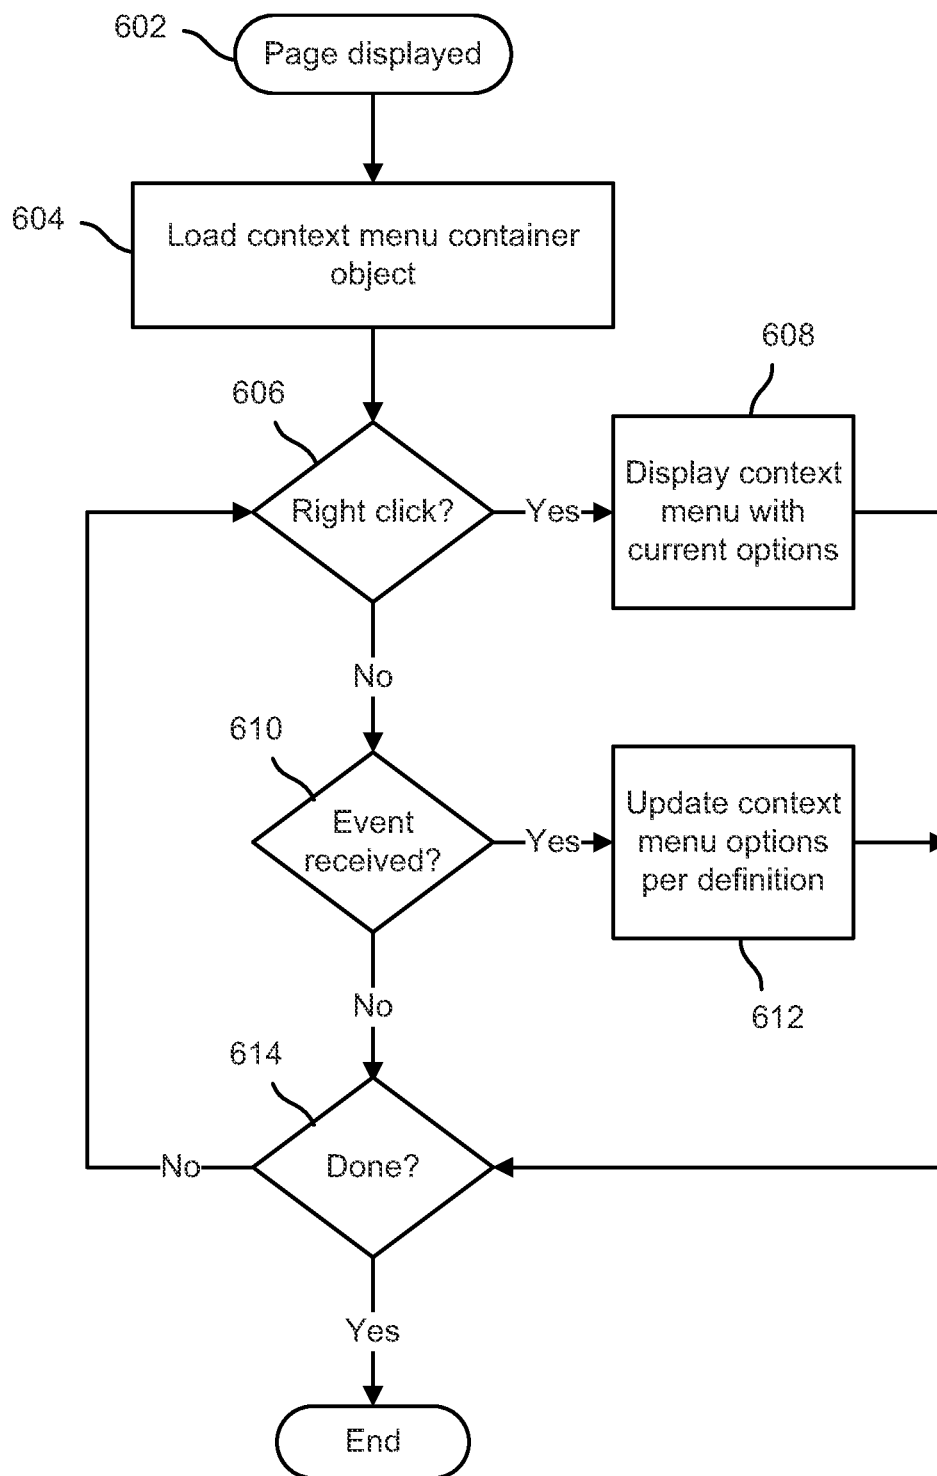 602
Page displayed
604
Load context menu container
object
606
608
Right click?
Yes
Display context
menu with
current options
No
610
Event
received?
Yes
Update context
menu options
per definition
No
612
614
Done?
No
Yes
End